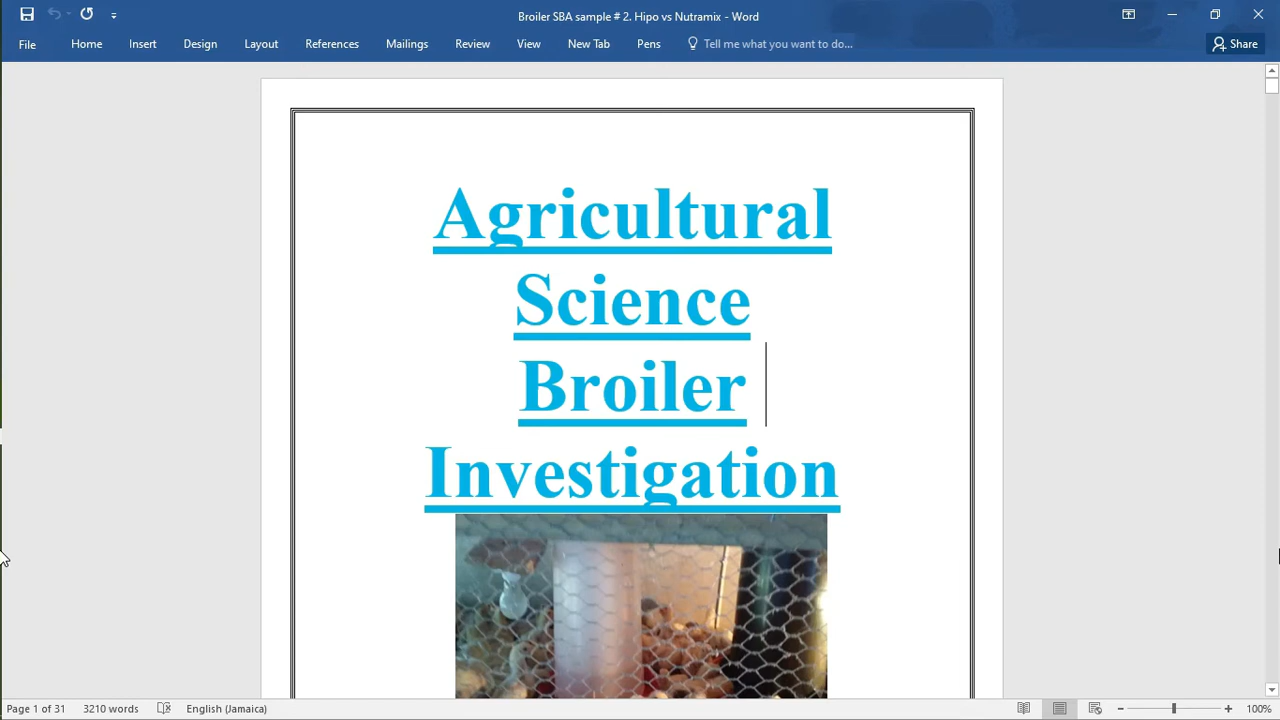 Broiler SBA sample # 2. Hipo vs Nutramix - Word
File Home Insert Design Layout References Mailings Review View New Tab Pens Tell me what you want to do... Share
Agricultural
Science
Broiler
Investigation
Page 1 of 31 3210 words English (Jamaica) 100%